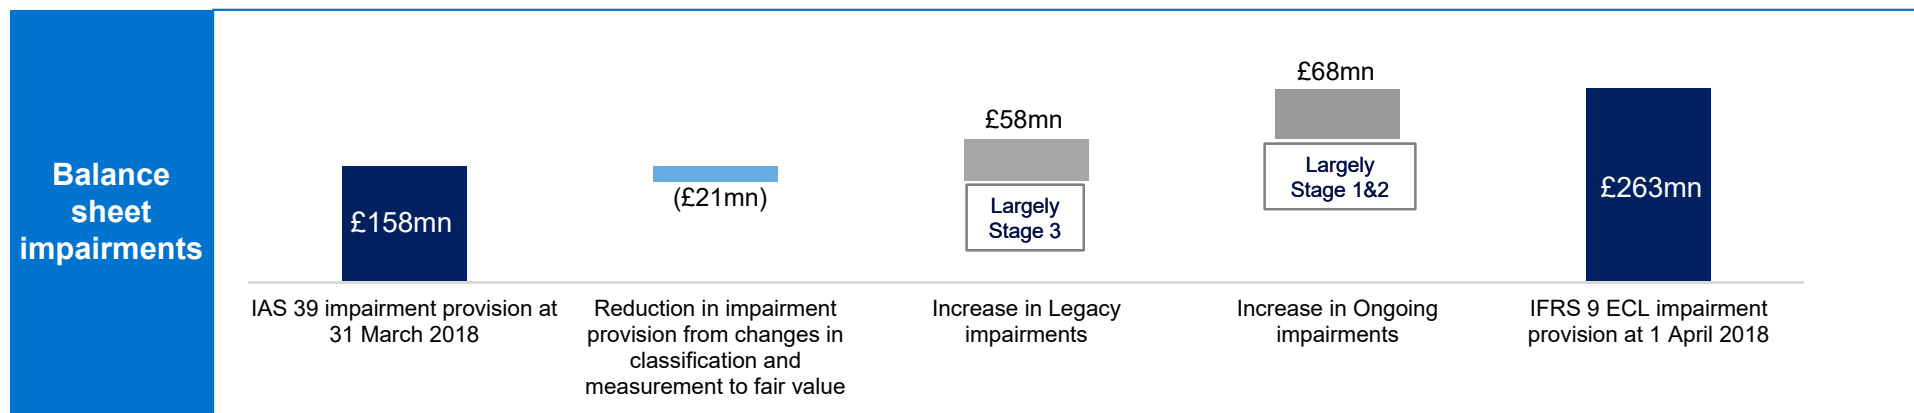 Balance
sheet
impairments
£158mn
(£21mn)
£58mn
Largely
Stage 3
£68mn
Largely
Stage 1&2
£263mn
IAS 39 impairment provision at
31 March 2018
Reduction in impairment
provision from changes in
classification and
measurement to fair value
Increase in Legacy
impairments
Increase in Ongoing
impairments
IFRS 9 ECL impairment
provision at 1 April 2018